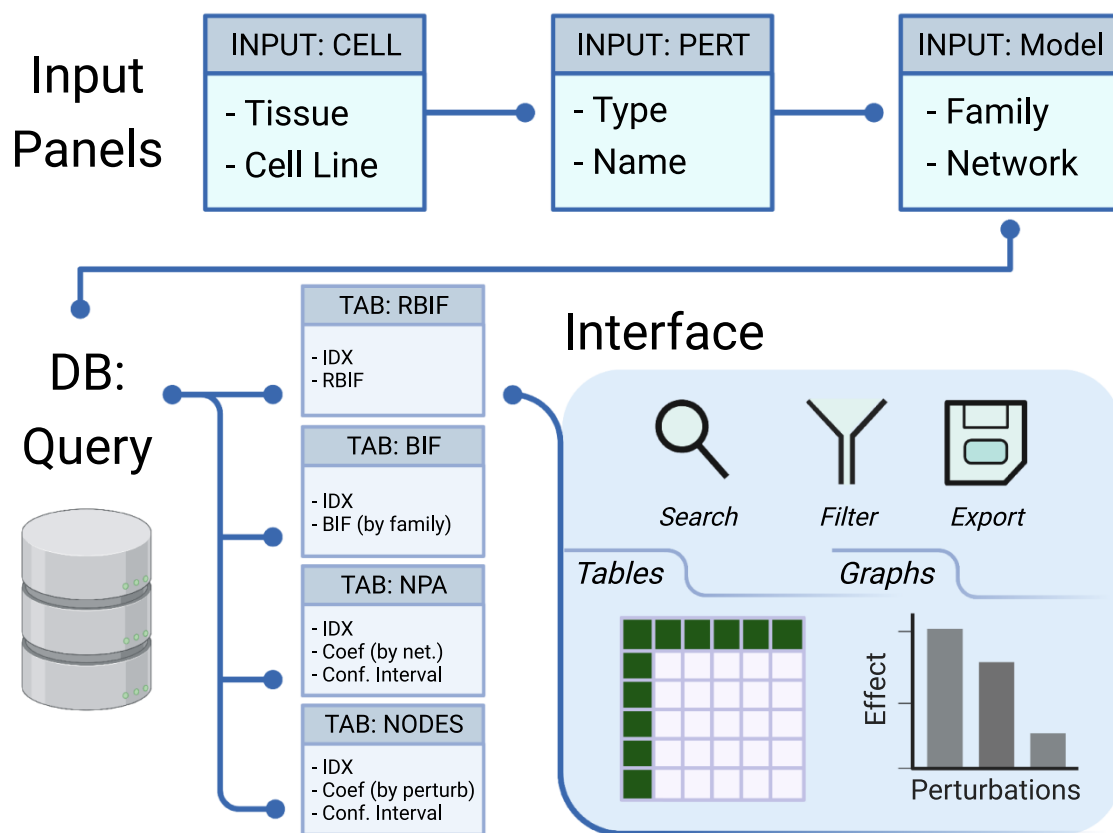 Input
Panels
INPUT: CELL
- Tissue
- Cell Line
INPUT: PERT
- Type
- Name
INPUT: Model
- Family
- Network
DB:
Query
TAB: RBIF
- IDX
- RBIF
TAB: BIF
- IDX
- BIF (by family)
TAB: NPA
- IDX
- Coef (by net.)
- Conf. Interval
TAB: NODES
- IDX
- Coef (by perturb)
- Conf. Interval
Interface
Search
Filter
Export
Tables
Graphs
Effect
Perturbations